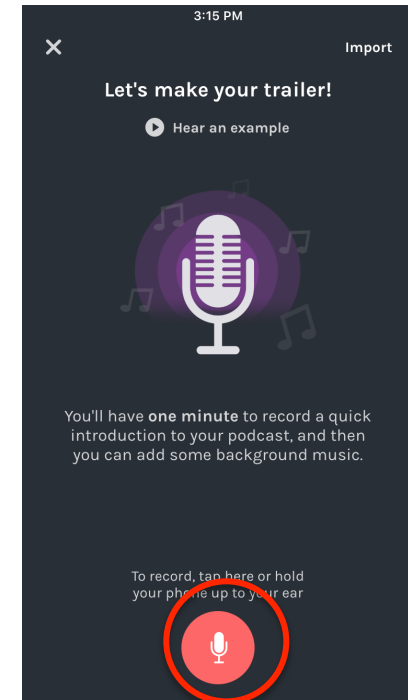 3:15 PM
Import
Let's make your trailer!
Hear an example
You'll have one minute to record a quick
introduction to your podcast, and then
you can add some background music.
To record, tap here or hold
your phone up to your ear